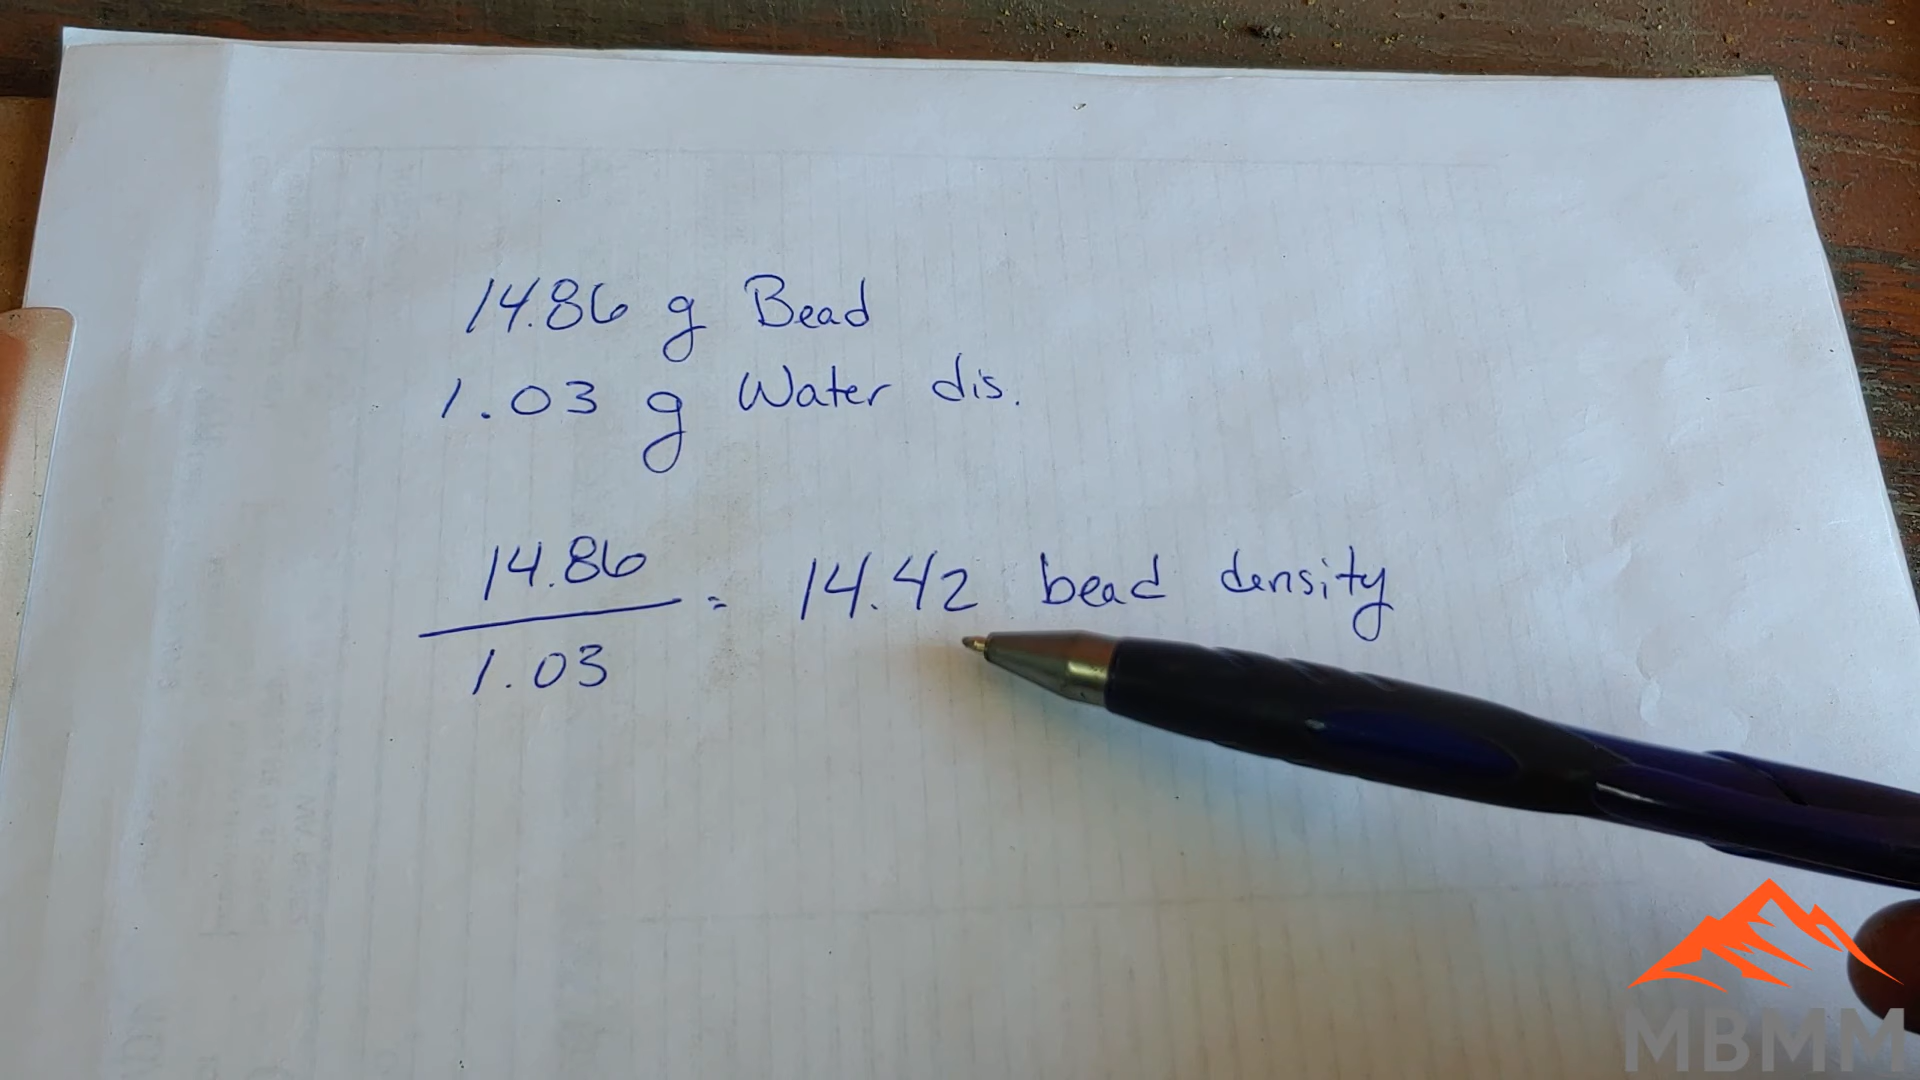 14.86 g Bead
1.03 g Water dis.
14.86
1.03
= 14.42 bead density
MBMM